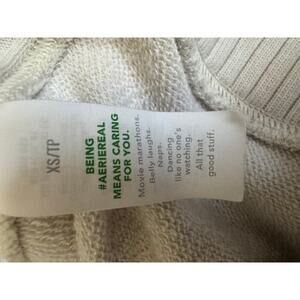 XS/TP
BEING
#AERIEREAL
MEANS CARING
FOR YOU.
Movie marathons.
Belly laughs.
Naps.
Dancing
like no one's
watching.
All that
good stuff.